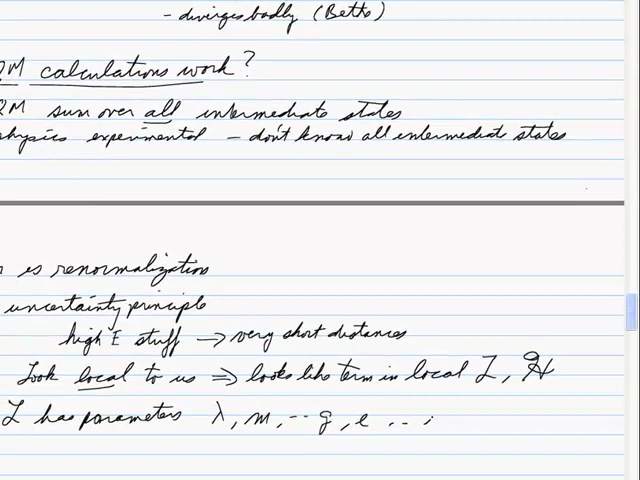 - diverges badly (Bethe)
QM calculations work?
QM sum over all intermediate states
physics experimental - don't know all intermediate states
is renormalization
uncertainty principle
high E stuff → very short distances
Look local to us ⇒ looks like term in local L, H
L has parameters λ, m, -- g, e ...